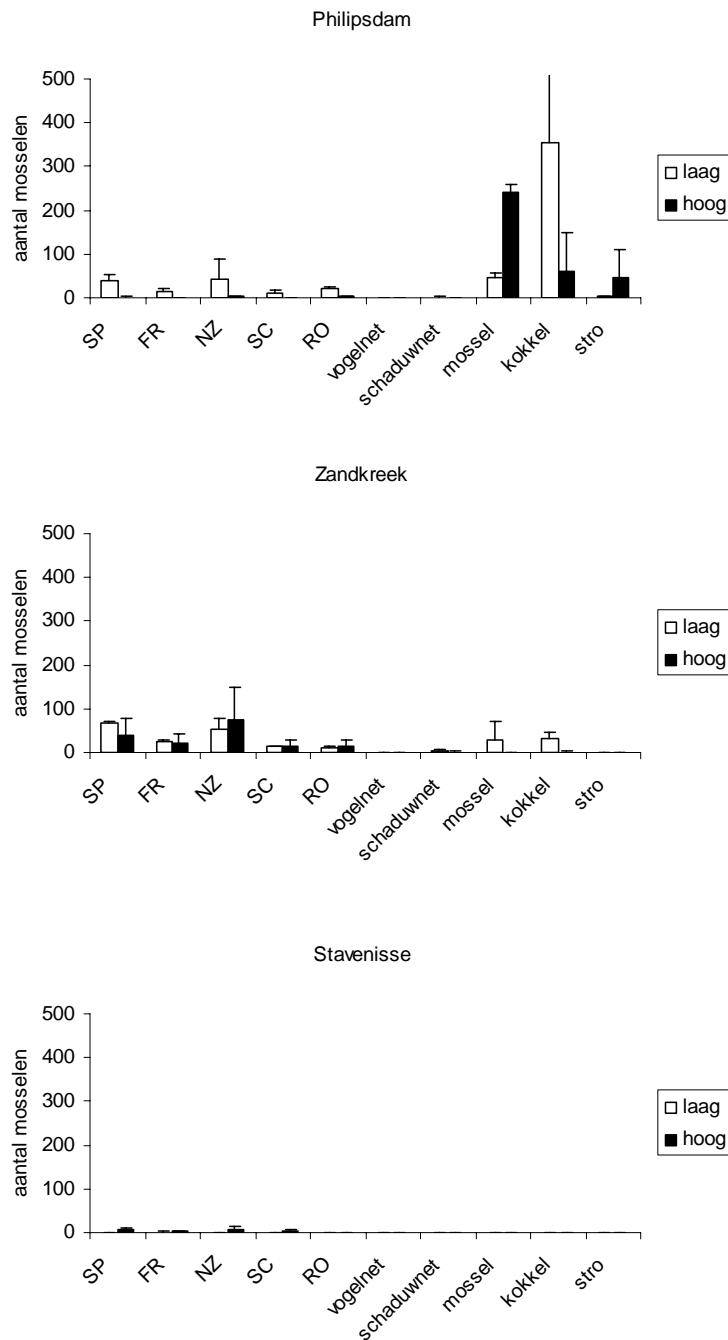 Philipsdam
500
400
300
200
100
0
aantal mosselen
SP
FR
NZ
SC
RO
vogelnet
schaduwnet
mossel
kokkel
stro
laag
hoog
Zandkreek
500
400
300
200
100
0
aantal mosselen
SP
FR
NZ
SC
RO
vogelnet
schaduwnet
mossel
kokkel
stro
laag
hoog
Stavenisse
500
400
300
200
100
0
aantal mosselen
SP
FR
NZ
SC
RO
vogelnet
schaduwnet
mossel
kokkel
stro
laag
hoog